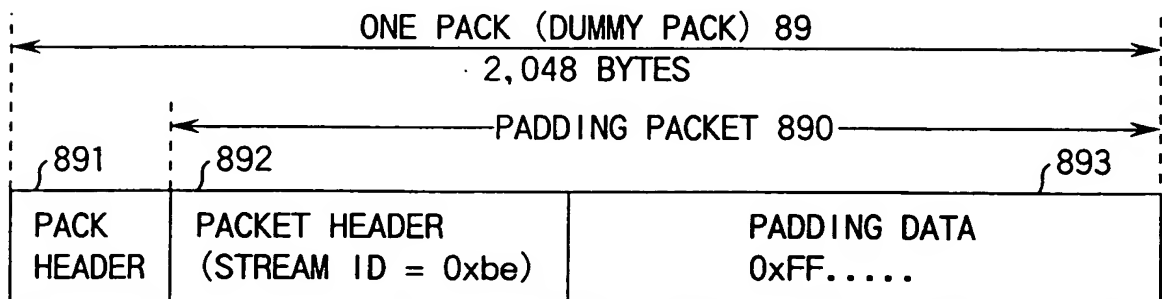 ONE PACK (DUMMY PACK) 89
2,048 BYTES
PADDING PACKET 890
891
892
893
PACK HEADER
PACKET HEADER
(STREAM ID = 0xbe)
PADDING DATA
0xFF.....